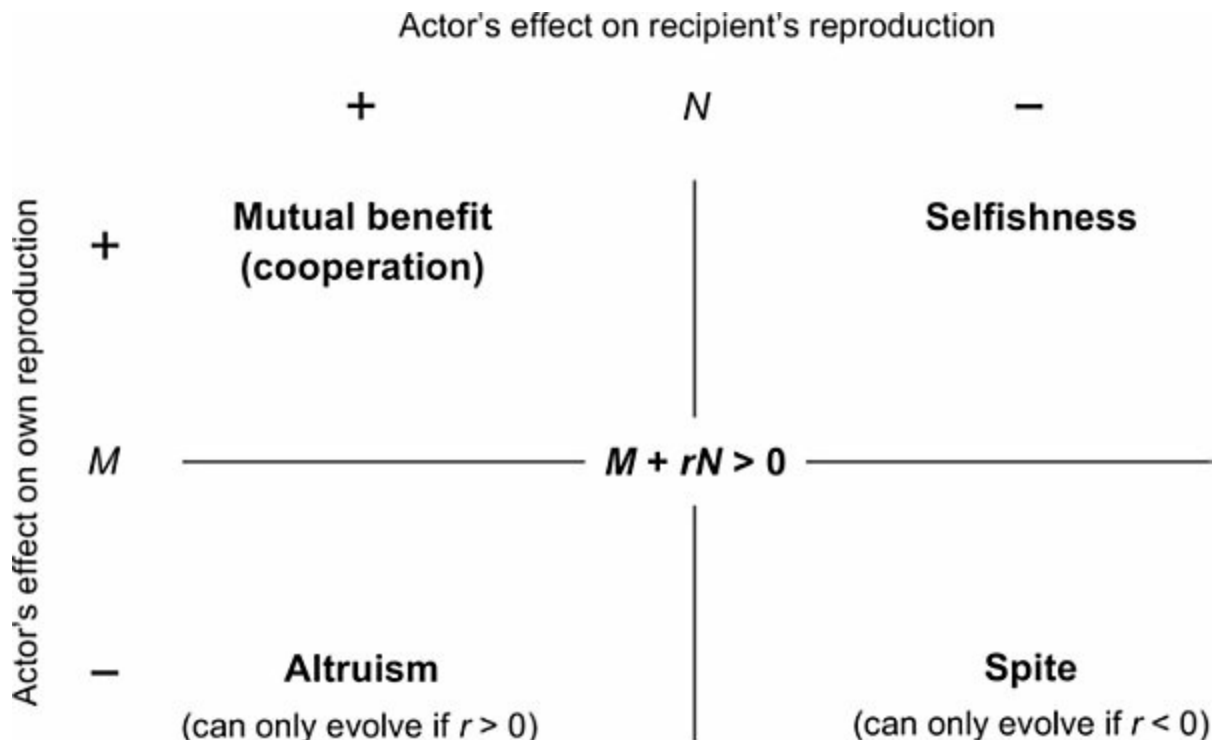 Actor’s effect on recipient’s reproduction
+ N −
Actor’s effect on own reproduction
+
Mutual benefit
(cooperation)
Selfishness
M
M + rN > 0
−
Altruism
(can only evolve if r > 0)
Spite
(can only evolve if r < 0)